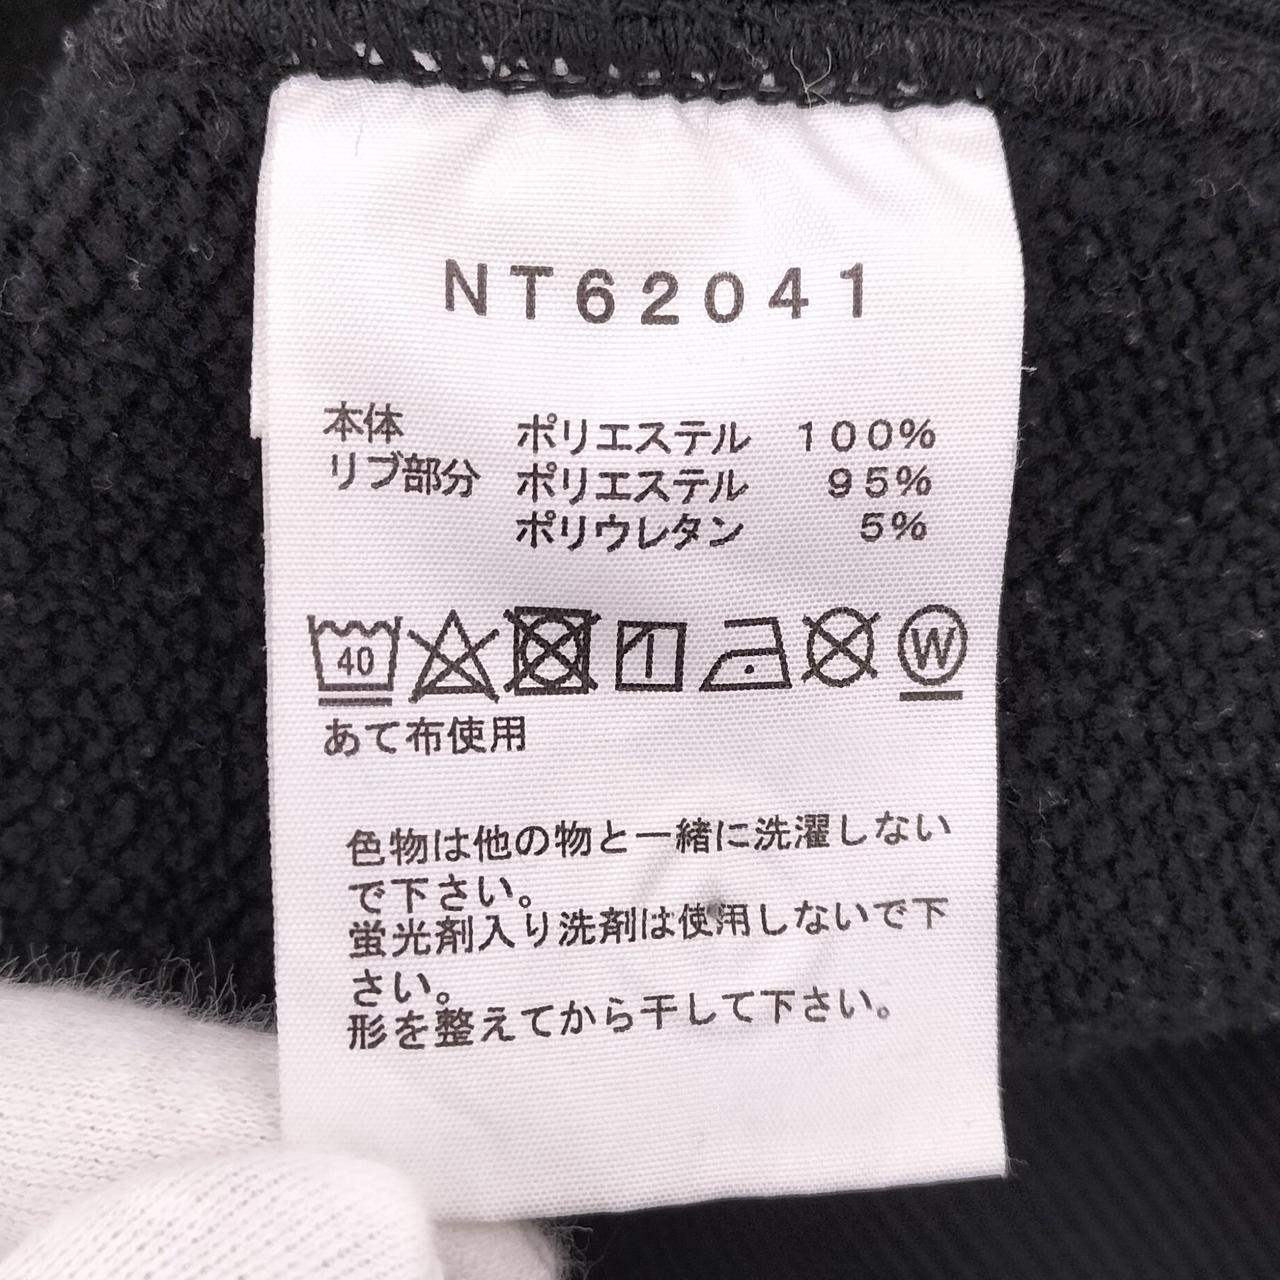 NT62041
本体 ポリエステル 100%
リブ部分 ポリエステル 95%
ポリウレタン 5%
40 W
あて布使用
色物は他の物と一緒に洗濯しない
で下さい。
蛍光剤入り洗剤は使用しないで下
さい。
形を整えてから干して下さい。